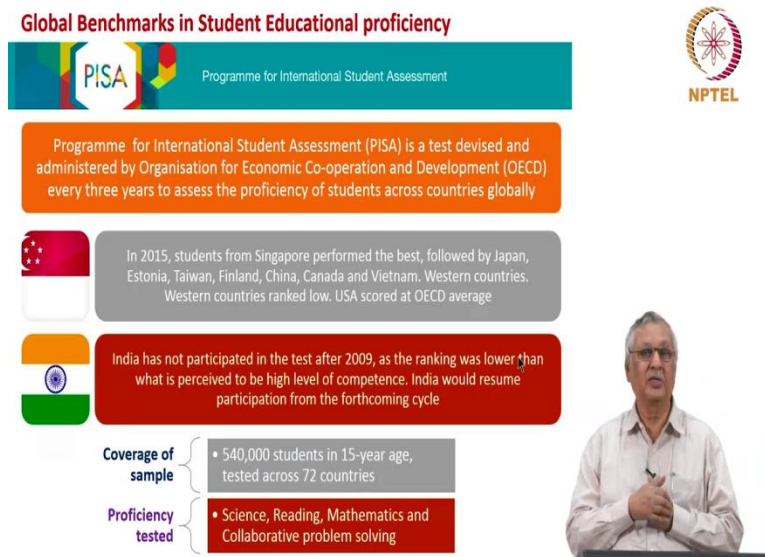 Global Benchmarks in Student Educational proficiency
PISA
Programme for International Student Assessment
NPTEL
Programme for International Student Assessment (PISA) is a test devised and
administered by Organisation for Economic Co-operation and Development (OECD)
every three years to assess the proficiency of students across countries globally
In 2015, students from Singapore performed the best, followed by Japan,
Estonia, Taiwan, Finland, China, Canada and Vietnam. Western countries.
Western countries ranked low. USA scored at OECD average
India has not participated in the test after 2009, as the ranking was lower than
what is perceived to be high level of competence. India would resume
participation from the forthcoming cycle
Coverage of
sample
• 540,000 students in 15-year age,
tested across 72 countries
Proficiency
tested
• Science, Reading, Mathematics and
Collaborative problem solving